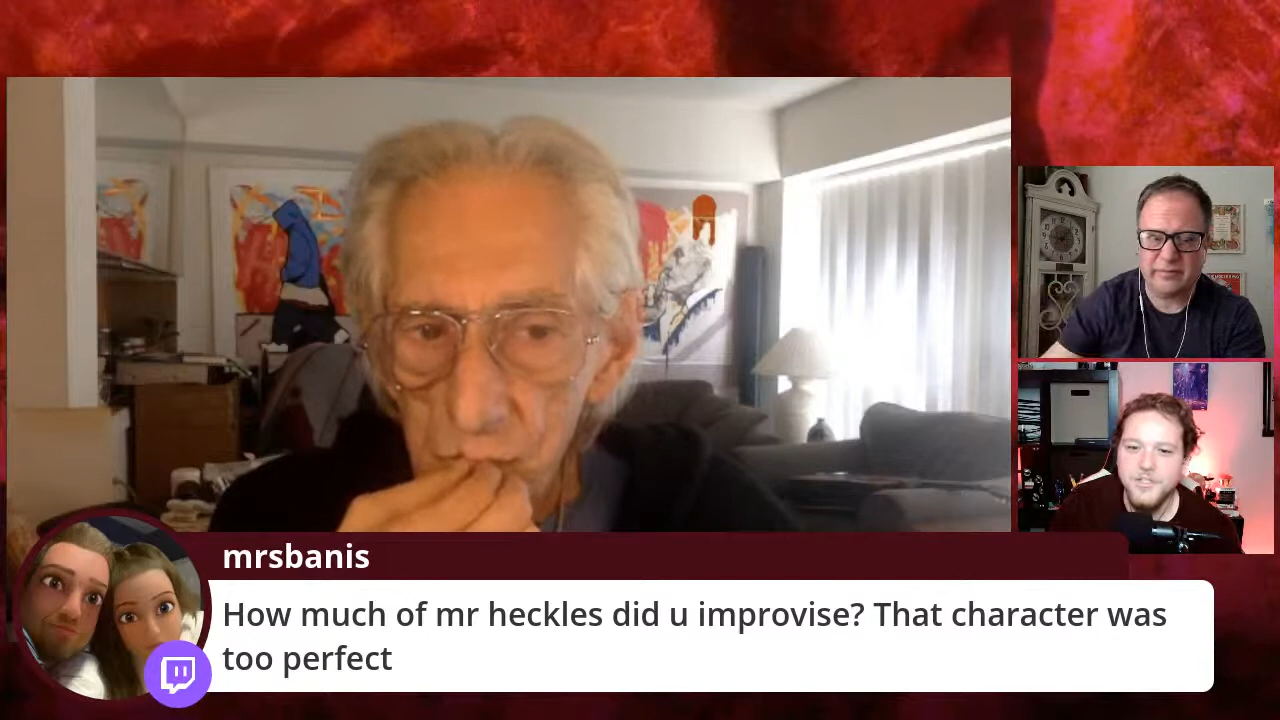 mrsbanis
How much of mr heckles did u improvise? That character was
too perfect